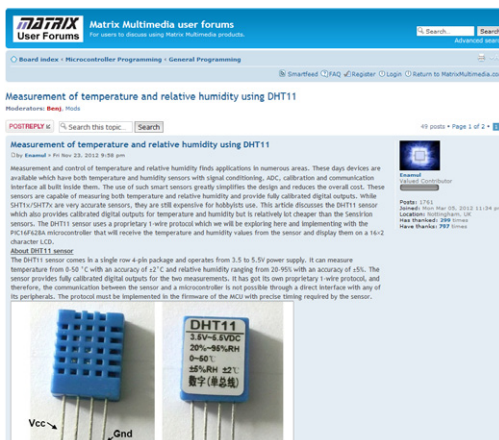 MATRIX
User Forums
Matrix Multimedia user forums
For users to discuss using Matrix Multimedia products.
Search...
Search
Advanced sear
Board index ‹ Microcontroller Programming ‹ General Programming
Smartfeed FAQ Register Login Return to MatrixMultimedia.co
Measurement of temperature and relative humidity using DHT11
Moderators: Benj, Mods
POSTREPLY
Search this topic...
Search
49 posts • Page 1 of 2 • 1
Measurement of temperature and relative humidity using DHT11
by Enamul » Fri Nov 23, 2012 9:58 pm
Measurement and control of temperature and relative humidity finds applications in numerous areas. These days devices are
available which have both temperature and humidity sensors with signal conditioning, ADC, calibration and communication
interface all built inside them. The use of such smart sensors greatly simplifies the design and reduces the overall cost. These
sensors are capable of measuring both temperature and relative humidity and provide fully calibrated digital outputs. While
SHT1x/SHT7x are very accurate sensors, they are still expensive for hobbyists use. This article discusses the DHT11 sensor
which also provides calibrated digital outputs for temperature and humidity but is relatively lot cheaper than the Sensirion
sensors. The DHT11 sensor uses a proprietary 1-wire protocol which we will be exploring here and implementing with the
PIC16F628A microcontroller that will receive the temperature and humidity values from the sensor and display them on a 16×2
character LCD.
About DHT11 sensor
The DHT11 sensor comes in a single row 4-pin package and operates from 3.5 to 5.5V power supply. It can measure
temperature from 0-50 °C with an accuracy of ±2°C and relative humidity ranging from 20-95% with an accuracy of ±5%. The
sensor provides fully calibrated digital outputs for the two measurements. It has got its own proprietary 1-wire protocol, and
therefore, the communication between the sensor and a microcontroller is not possible through a direct interface with any of
its peripherals. The protocol must be implemented in the firmware of the MCU with precise timing required by the sensor.
Enamul
Valued Contributor
Posts: 1761
Joined: Mon Mar 05, 2012 11:34 p
Location: Nottingham, UK
Has thanked:
Have thanks: 797 times
DHT11
3.5V~5.5VDC
20%~95%RH
0~50℃
±5%RH ±2℃
数字(单总线)
Vcc
Gnd